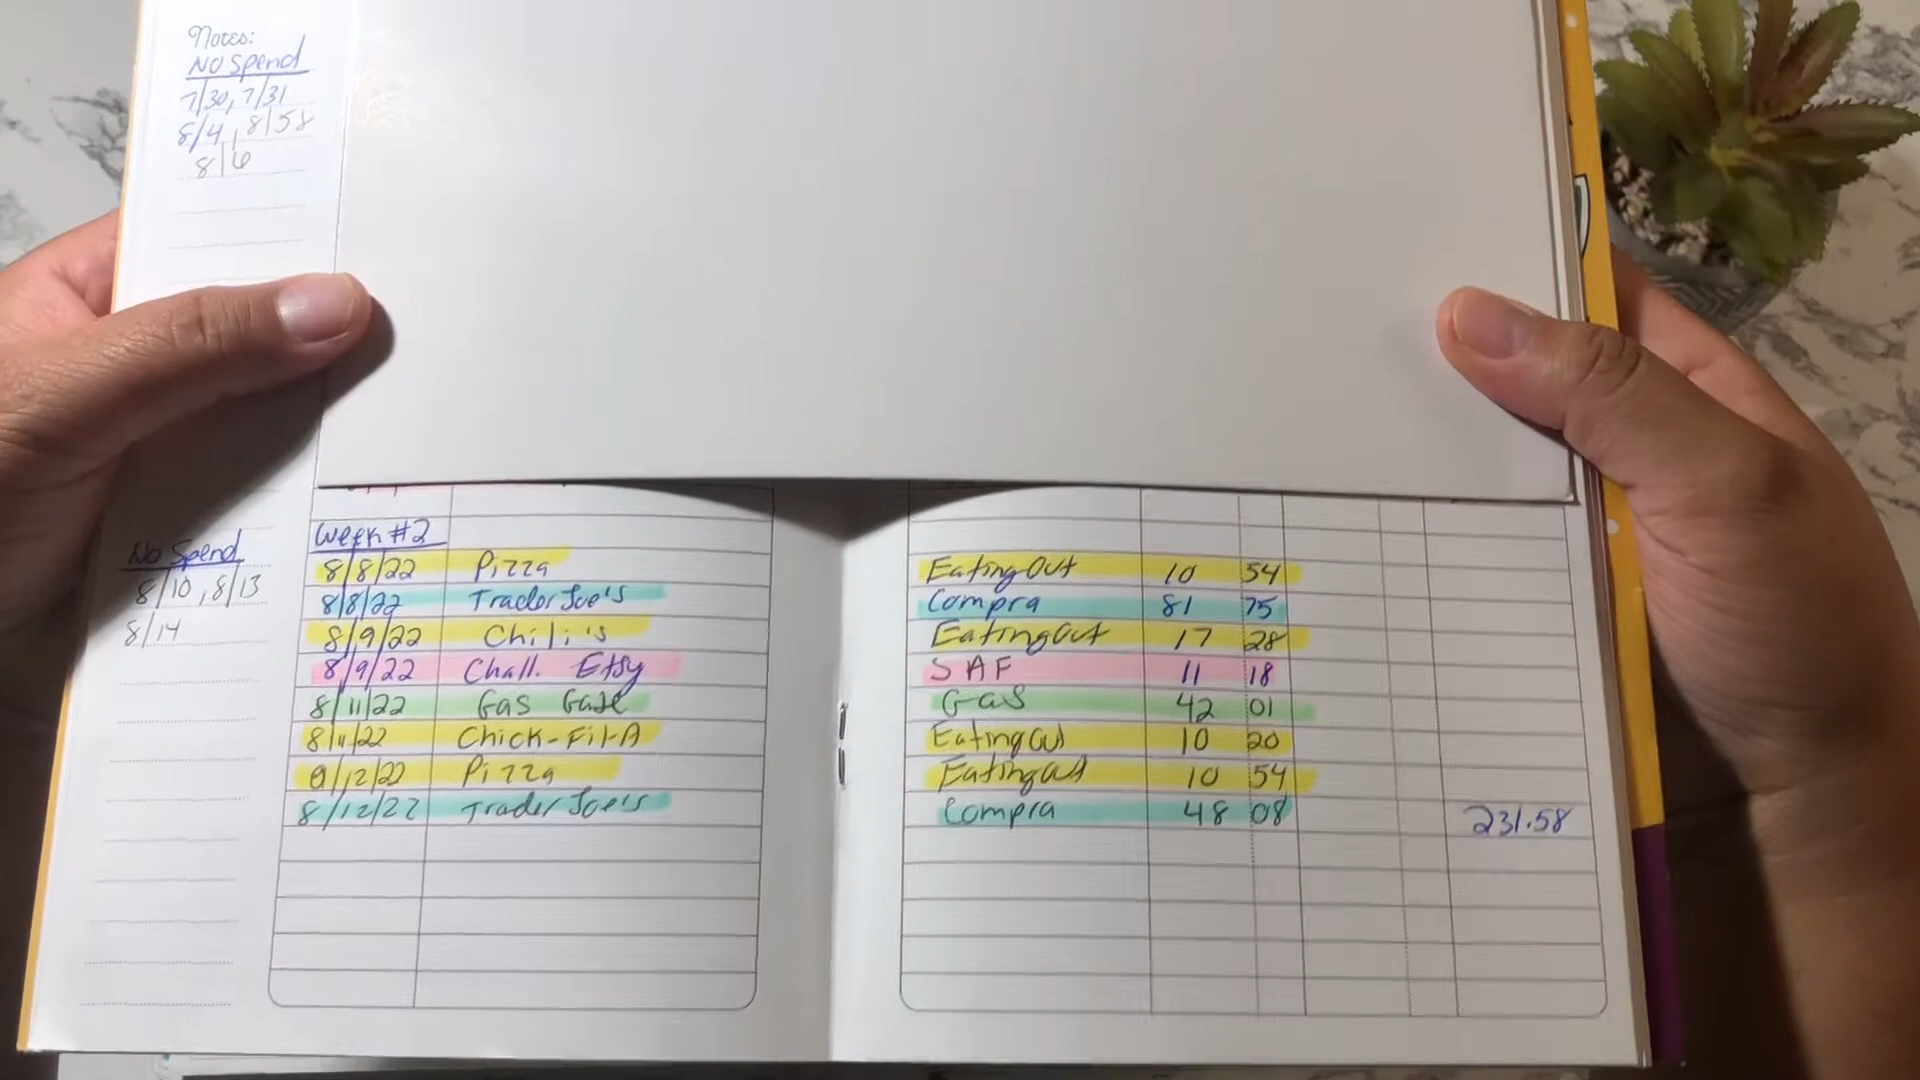 Notes:
No Spend
7/30, 7/31
8/4, 8/58
8/6
No Spend
8/10, 8/13
8/14
Week #2
8/8/22 Pizza Eating Out 10 54
8/8/22 Trader Joe's Compra 81 75
8/9/22 Chili's Eating Out 17 28
8/9/22 Chall. Etsy SAF 11 18
8/11/22 Gas Gas 42 01
8/11/22 Chick-Fil-A Eating Out 10 20
8/12/22 Pizza Eating Out 10 54
8/12/22 Trader Joe's Compra 48 08 231.58